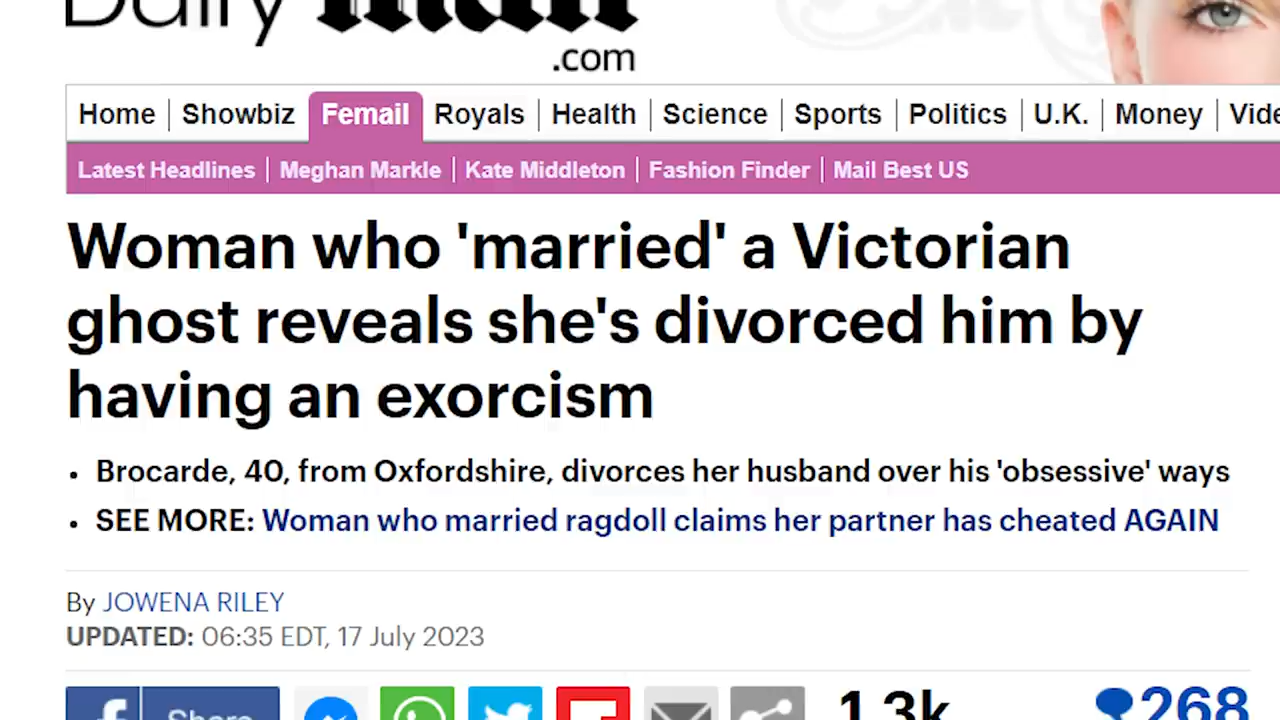 Daily Mail
.com
Home Showbiz Femail Royals Health Science Sports Politics U.K. Money
Latest Headlines Meghan Markle Kate Middleton Fashion Finder Mail Best US
Woman who 'married' a Victorian
ghost reveals she's divorced him by
having an exorcism
• Brocarde, 40, from Oxfordshire, divorces her husband over his 'obsessive' ways
• SEE MORE: Woman who married ragdoll claims her partner has cheated AGAIN
By JOWENA RILEY
UPDATED: 06:35 EDT, 17 July 2023
Share 1.3k 268